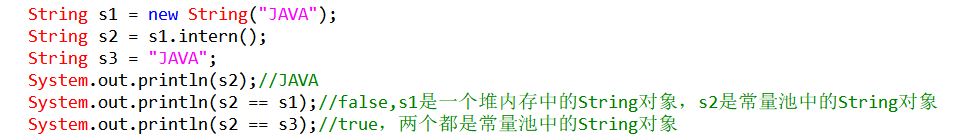 String s1 = new String("JAVA");
String s2 = s1.intern();
String s3 = "JAVA";
System.out.println(s2);//JAVA
System.out.println(s2 == s1);//false,s1是一个堆内存中的String对象，s2是常量池中的String对象
System.out.println(s2 == s3);//true，两个都是常量池中的String对象